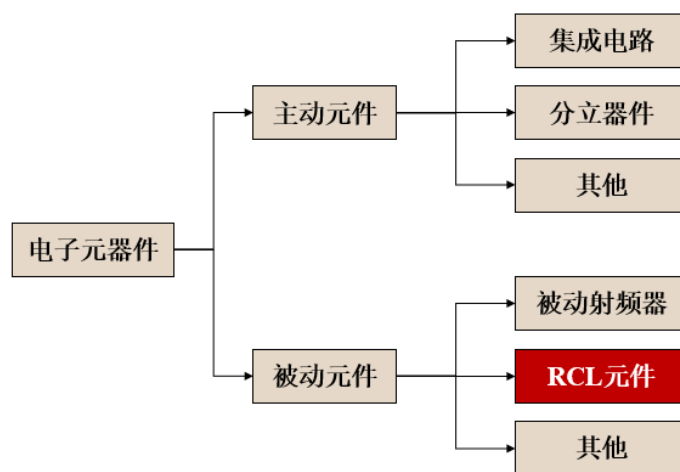 集成电路
主动元件
分立器件
其他
电子元器件
被动射频器
被动元件
RCL元件
其他